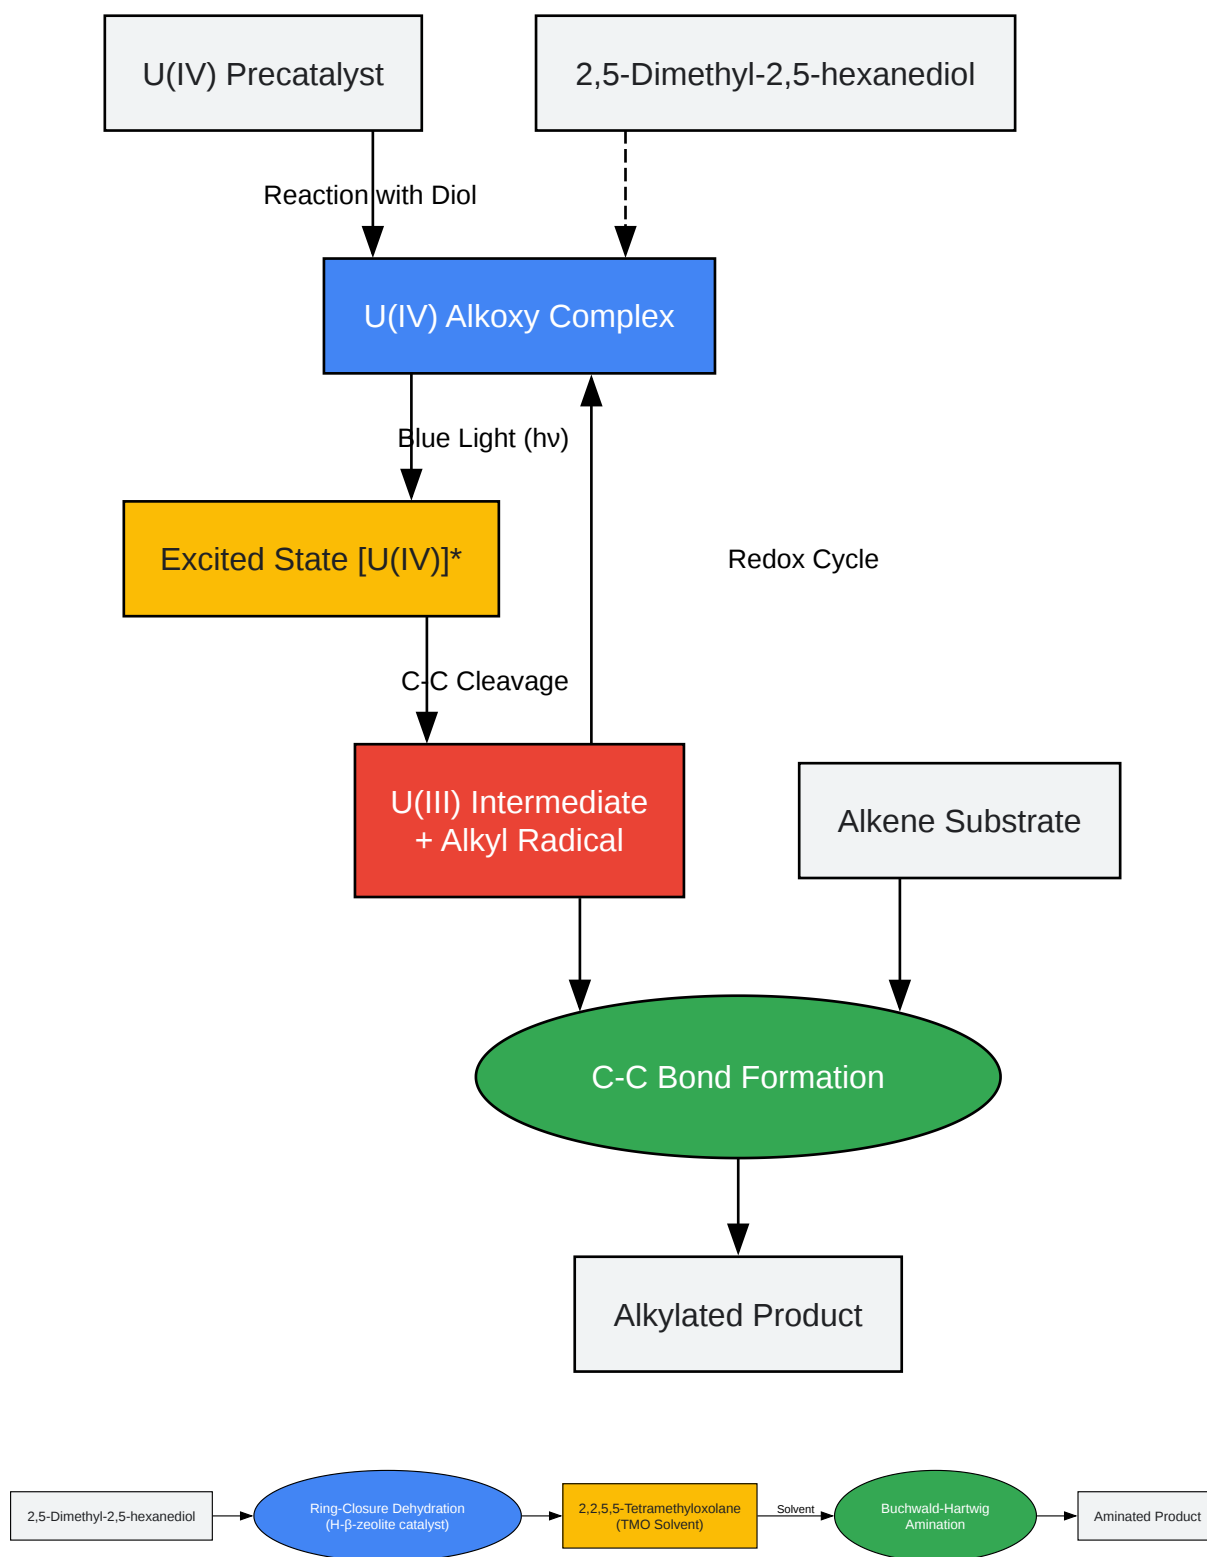 U(IV) Precatalyst
2,5-Dimethyl-2,5-hexanediol
Reaction with Diol
U(IV) Alkoxy Complex
Blue Light (hν)
Excited State [U(IV)]*
Redox Cycle
C-C Cleavage
U(III) Intermediate
+ Alkyl Radical
Alkene Substrate
C-C Bond Formation
Alkylated Product
2,5-Dimethyl-2,5-hexanediol
Ring-Closure Dehydration
(H-β-zeolite catalyst)
2,2,5,5-Tetramethyloxolane
(TMO Solvent)
Solvent
Buchwald-Hartwig
Amination
Aminated Product